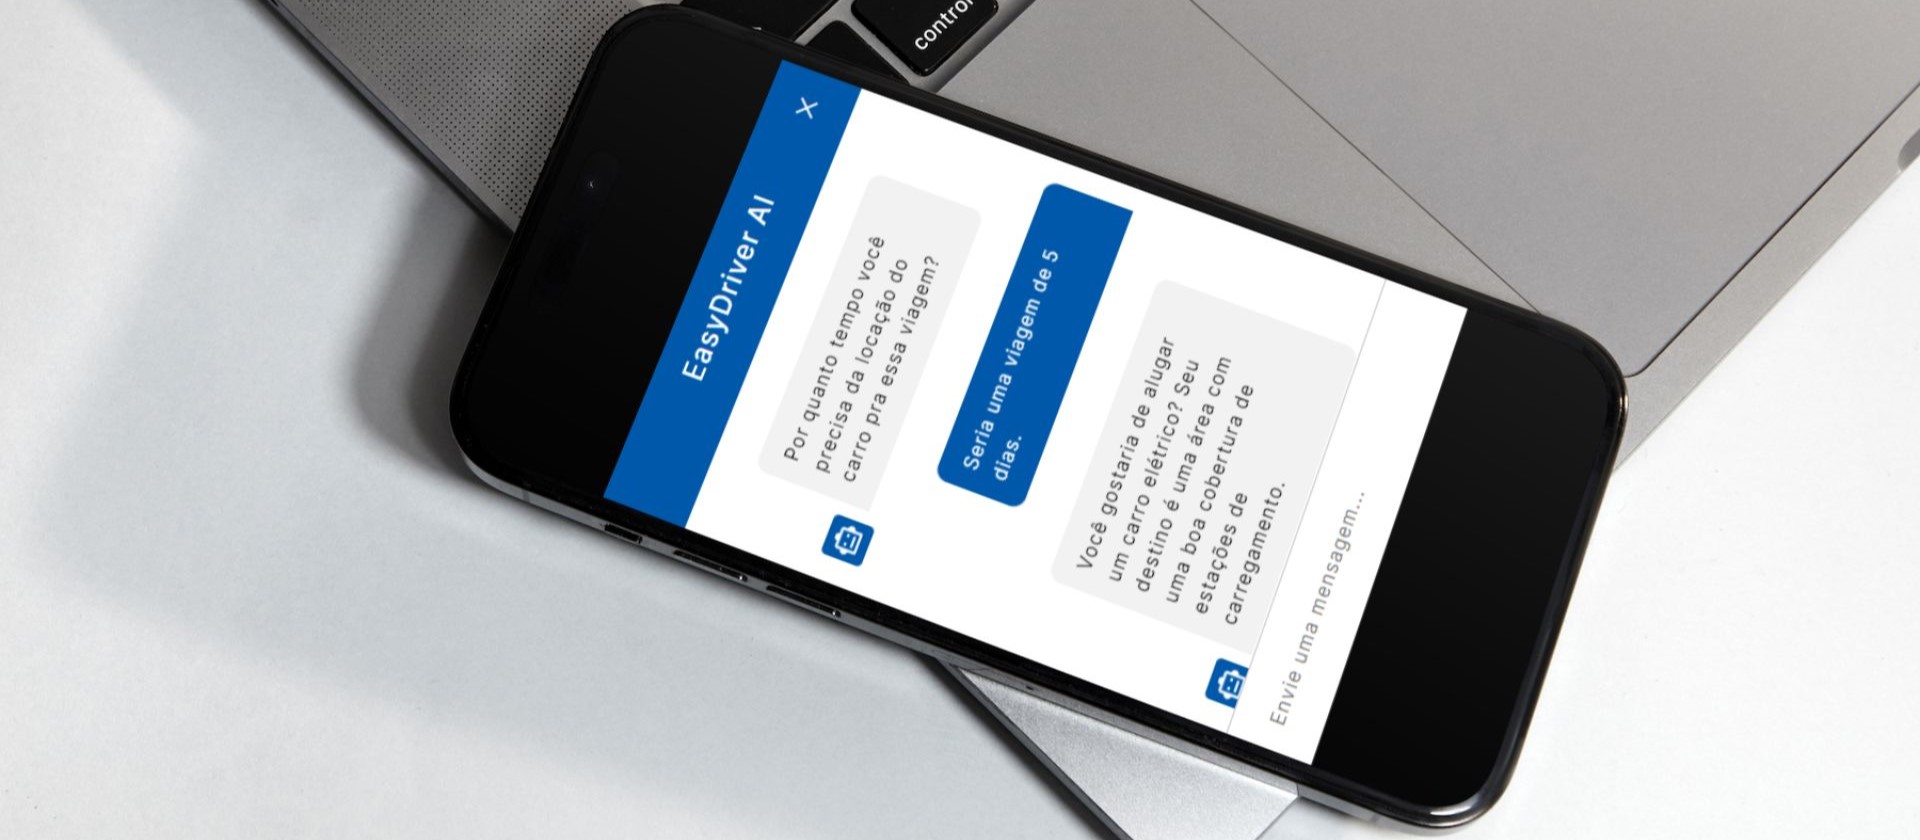 control
EasyDriver AI
Por quanto tempo você
precisa da locação do
carro pra essa viagem?
Seria uma viagem de 5
dias.
Você gostaria de alugar
um carro elétrico? Seu
destino é uma área com
uma boa cobertura de
estações de
carregamento.
Envie uma mensagem...